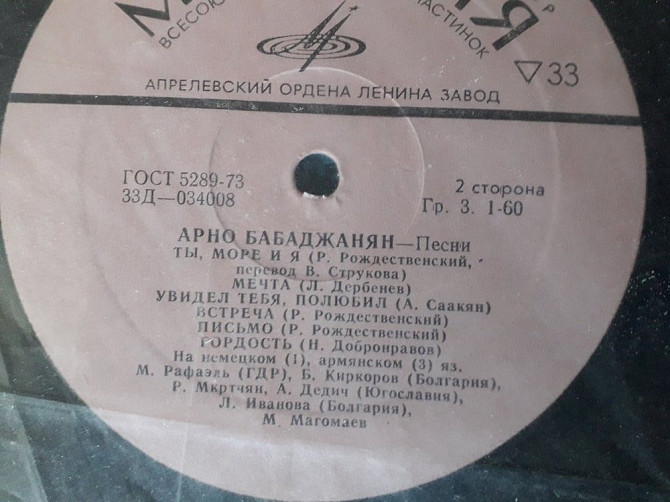 ВСЕСОЮ
ПЛАСТИНОК
Р
33
АПРЕЛЕВСКИЙ ОРДЕНА ЛЕНИНА ЗАВОД
ГОСТ 5289-73
33Д—034008
2 сторона
Гр. 3. 1-60
АРНО БАБАДЖАНЯН—Песни
ТЫ, МОРЕ И Я (Р. Рождественский,
перевод В. Струкова)
МЕЧТА (Л. Дербенев)
УВИДЕЛ ТЕБЯ, ПОЛЮБИЛ (А. Саакян)
ВСТРЕЧА (Р. Рождественский)
ПИСЬМО (Р. Рождественский)
ГОРДОСТЬ (Н. Добронравов)
На немецком (1), армянском (3) яз.
М. Рафаэль (ГДР), Б. Киркоров (Болгария),
Р. Мкртчян, А. Дедич (Югославия),
Л. Иванова (Болгария),
М. Магомаев